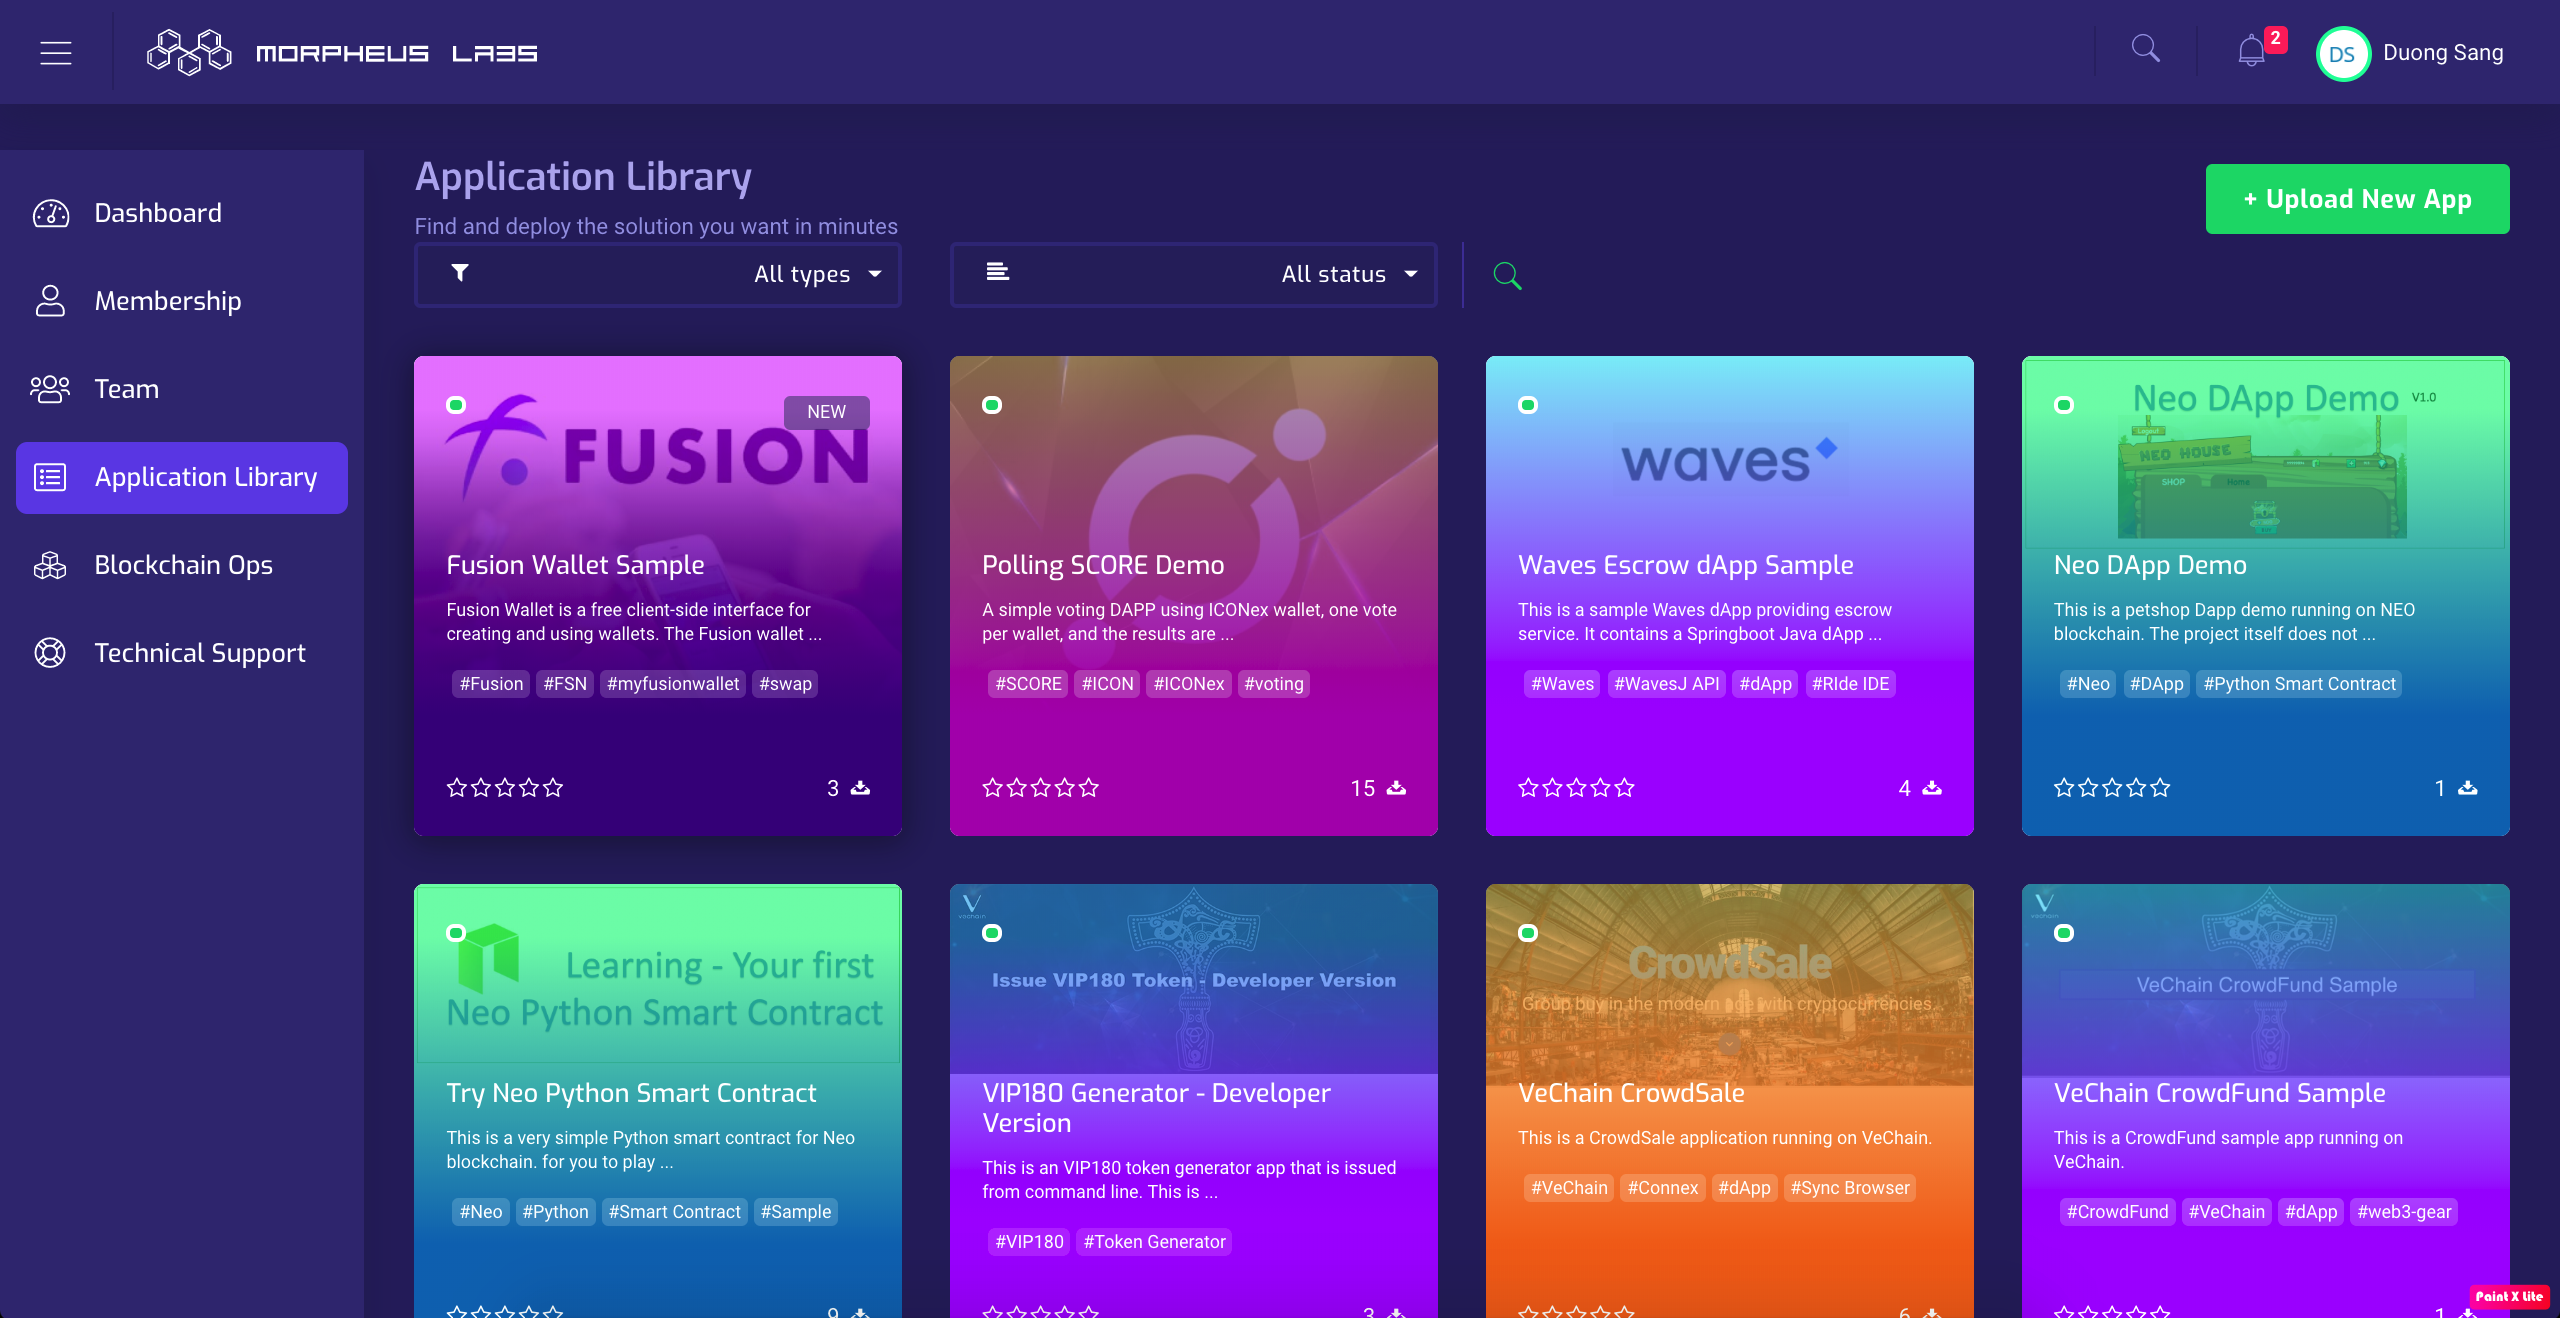 MORPHEUS LABS
2
DS
Duong Sang
Dashboard
Membership
Team
Application Library
Blockchain Ops
Technical Support
Application Library
Find and deploy the solution you want in minutes
+ Upload New App
All types
All status
NEW
FUSION
Fusion Wallet Sample
Fusion Wallet is a free client-side interface for
creating and using wallets. The Fusion wallet ...
#Fusion #FSN #myfusionwallet #swap
3
Polling SCORE Demo
A simple voting DAPP using ICONex wallet, one vote
per wallet, and the results are ...
#SCORE #ICON #ICONex #voting
15
waves
Waves Escrow dApp Sample
This is a sample Waves dApp providing escrow
service. It contains a Springboot Java dApp ...
#Waves #WavesJ API #dApp #RIde IDE
4
Neo DApp Demo V1.0
NEO HOUSE
SHOP Home
Neo DApp Demo
This is a petshop Dapp demo running on NEO
blockchain. The project itself does not ...
#Neo #DApp #Python Smart Contract
1
Learning - Your first
Neo Python Smart Contract
Try Neo Python Smart Contract
This is a very simple Python smart contract for Neo
blockchain. for you to play ...
#Neo #Python #Smart Contract #Sample
9
vechain
Issue VIP180 Token - Developer Version
VIP180 Generator - Developer
Version
This is an VIP180 token generator app that is issued
from command line. This is ...
#VIP180 #Token Generator
3
CrowdSale
Group buy in the modern age with cryptocurrencies.
VeChain CrowdSale
This is a CrowdSale application running on VeChain.
#VeChain #Connex #dApp #Sync Browser
6
vechain
VeChain CrowdFund Sample
VeChain CrowdFund Sample
This is a CrowdFund sample app running on
VeChain.
#CrowdFund #VeChain #dApp #web3-gear
1
Paint X Lite